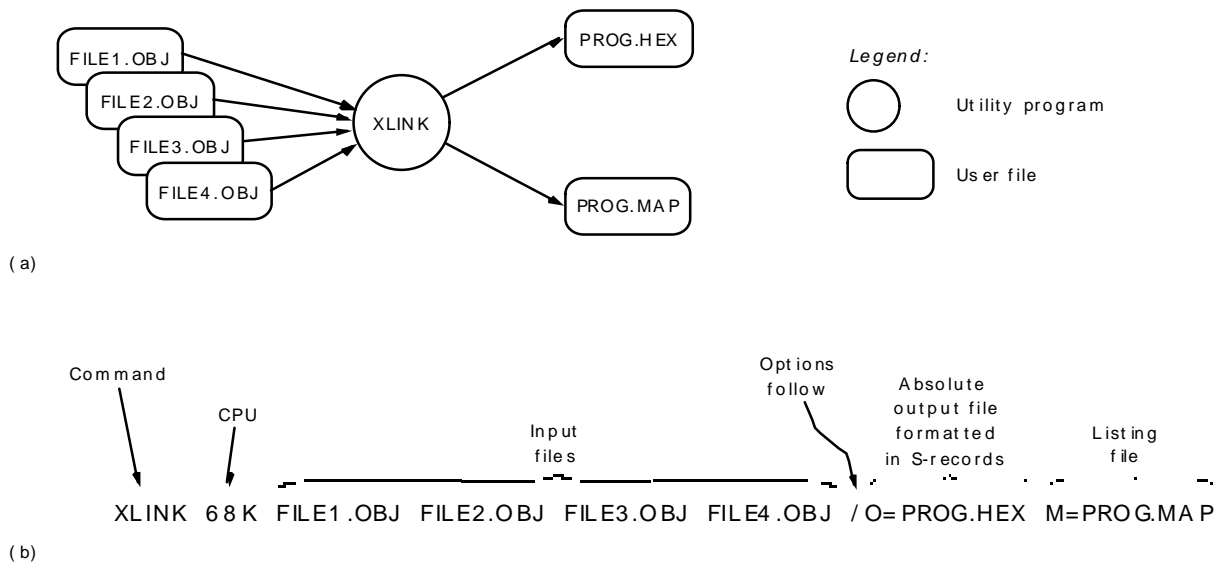 FILE1.OBJ
FILE2.OBJ
FILE3.OBJ
FILE4.OBJ
XLINK
PROG.HEX
PROG.MAP
Legend:
Utility program
User file
(a)
Command
CPU
Input
files
Options
follow
Absolute
output file
formatted
in S-records
Listing
file
XLINK 68K FILE1.OBJ FILE2.OBJ FILE3.OBJ FILE4.OBJ /O=PROG.HEX M=PROG.MAP
(b)